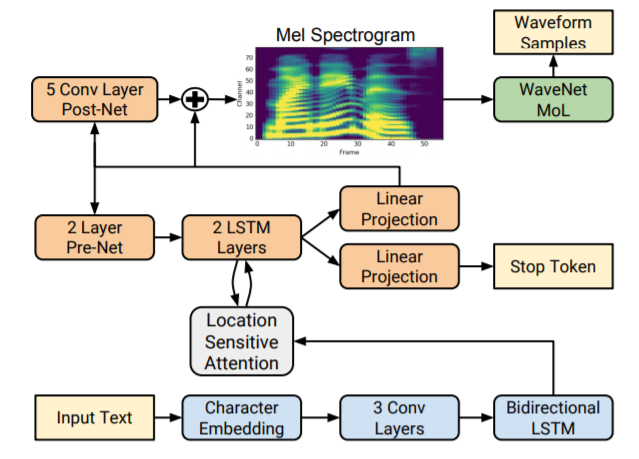 Mel Spectrogram
70
60
50
40
30
20
10
0
Channel
0 10 20 30 40 50
Frame
Waveform
Samples
5 Conv Layer
Post-Net
WaveNet
MoL
2 Layer
Pre-Net
2 LSTM
Layers
Linear
Projection
Linear
Projection
Stop Token
Location
Sensitive
Attention
Input Text
Character
Embedding
3 Conv
Layers
Bidirectional
LSTM